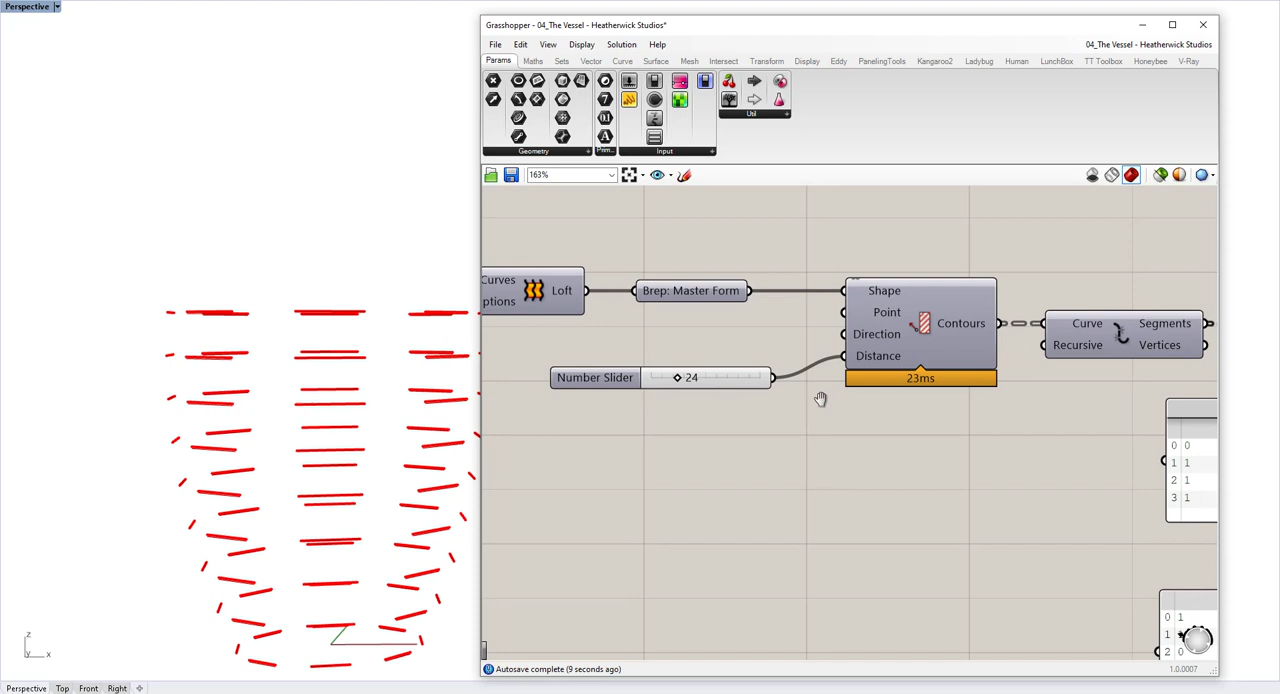 Perspective
Grasshopper - 04_The Vessel - Heatherwick Studios*
File Edit View Display Solution Help
04_The Vessel - Heatherwick Studios
Params Maths Sets Vector Curve Surface Mesh Intersect Transform Display Eddy PanelingTools Kangaroo2 Ladybug Human LunchBox TT Toolbox Honeybee V-Ray
Geometry
Prim...
Input
Util
163%
Curves
ptions
Loft
Brep: Master Form
Shape
Point
Direction
Distance
Contours
23ms
Number Slider
24
Curve
Recursive
Segments
Vertices
0 0
1 1
2 1
3 1
0 1
1
2 0
z
y
x
Autosave complete (9 seconds ago)
1.0.0007
Perspective Top Front Right